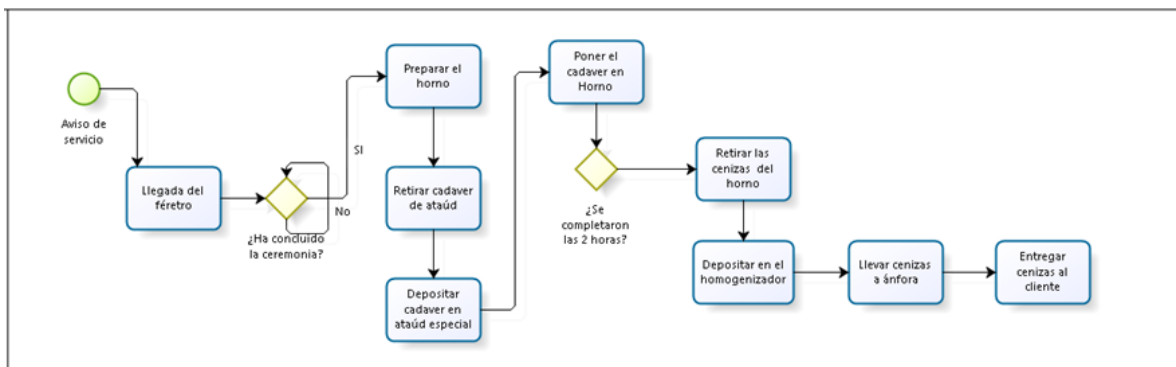 Aviso de
servicio
Llegada del
féretro
¿Ha concluido
la ceremonia?
No
SI
Preparar el
horno
Retirar cadaver
de ataúd
Depositar
cadaver en
ataúd especial
Poner el
cadaver en
Horno
¿Se
completaron
las 2 horas?
Retirar las
cenizas del
horno
Depositar en el
homogenizador
Llevar cenizas
a ánfora
Entregar
cenizas al
cliente